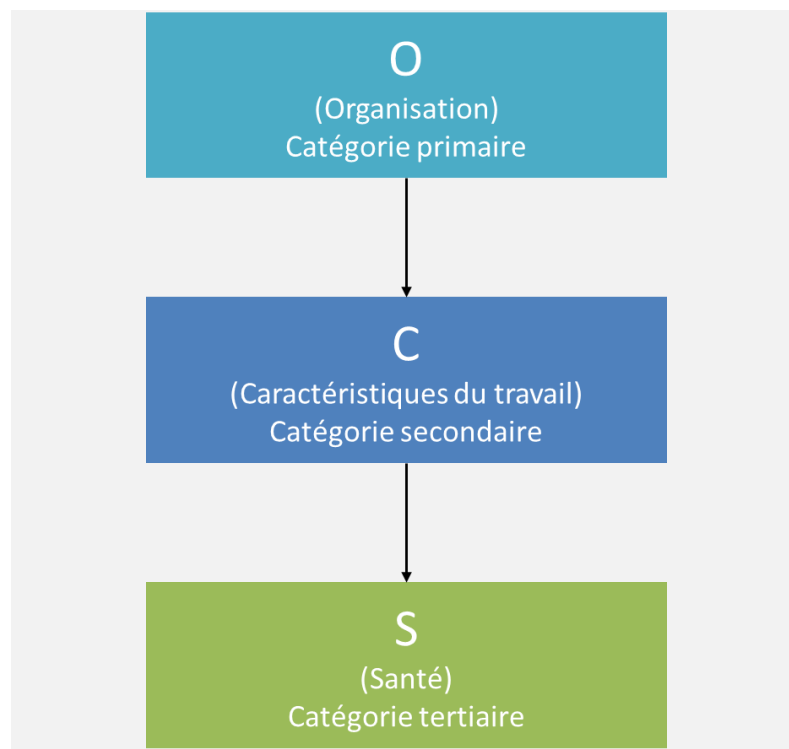 O
(Organisation)
Catégorie primaire
C
(Caractéristiques du travail)
Catégorie secondaire
S
(Santé)
Catégorie tertiaire